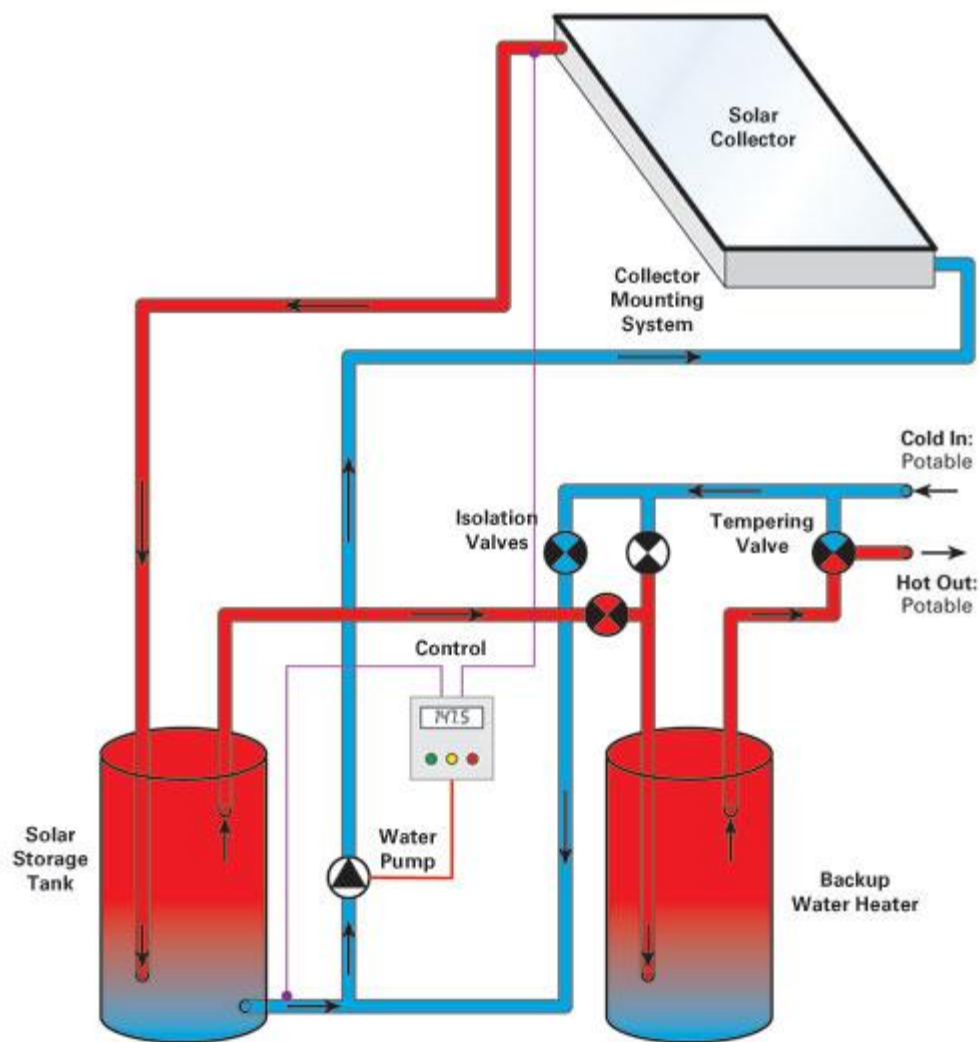 Solar
Collector
Collector
Mounting
System
Cold In:
Potable
Isolation
Valves
Tempering
Valve
Hot Out:
Potable
Control
147.5
Solar
Storage
Tank
Water
Pump
Backup
Water Heater